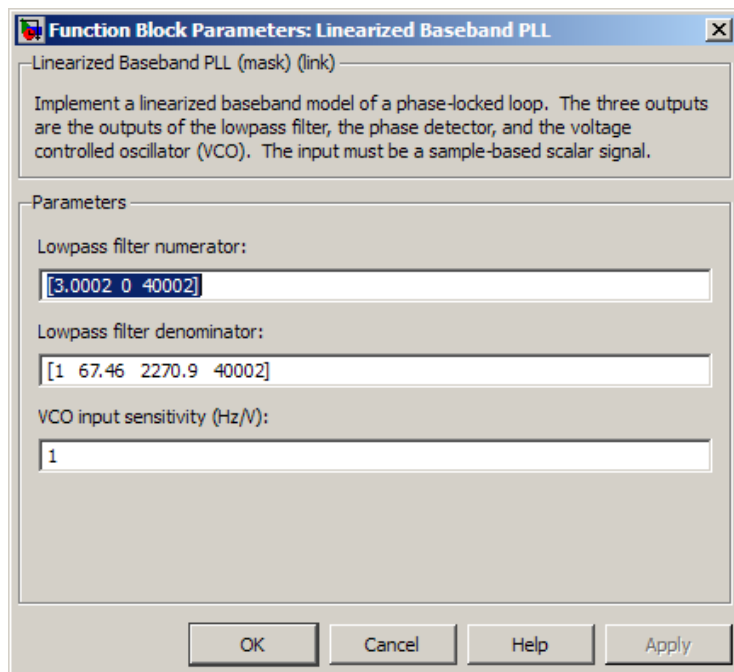 Function Block Parameters: Linearized Baseband PLL
Linearized Baseband PLL (mask) (link)
Implement a linearized baseband model of a phase-locked loop. The three outputs
are the outputs of the lowpass filter, the phase detector, and the voltage
controlled oscillator (VCO). The input must be a sample-based scalar signal.
Parameters
Lowpass filter numerator:
[3.0002 0 40002]
Lowpass filter denominator:
[1 67.46 2270.9 40002]
VCO input sensitivity (Hz/V):
1
OK Cancel Help Apply